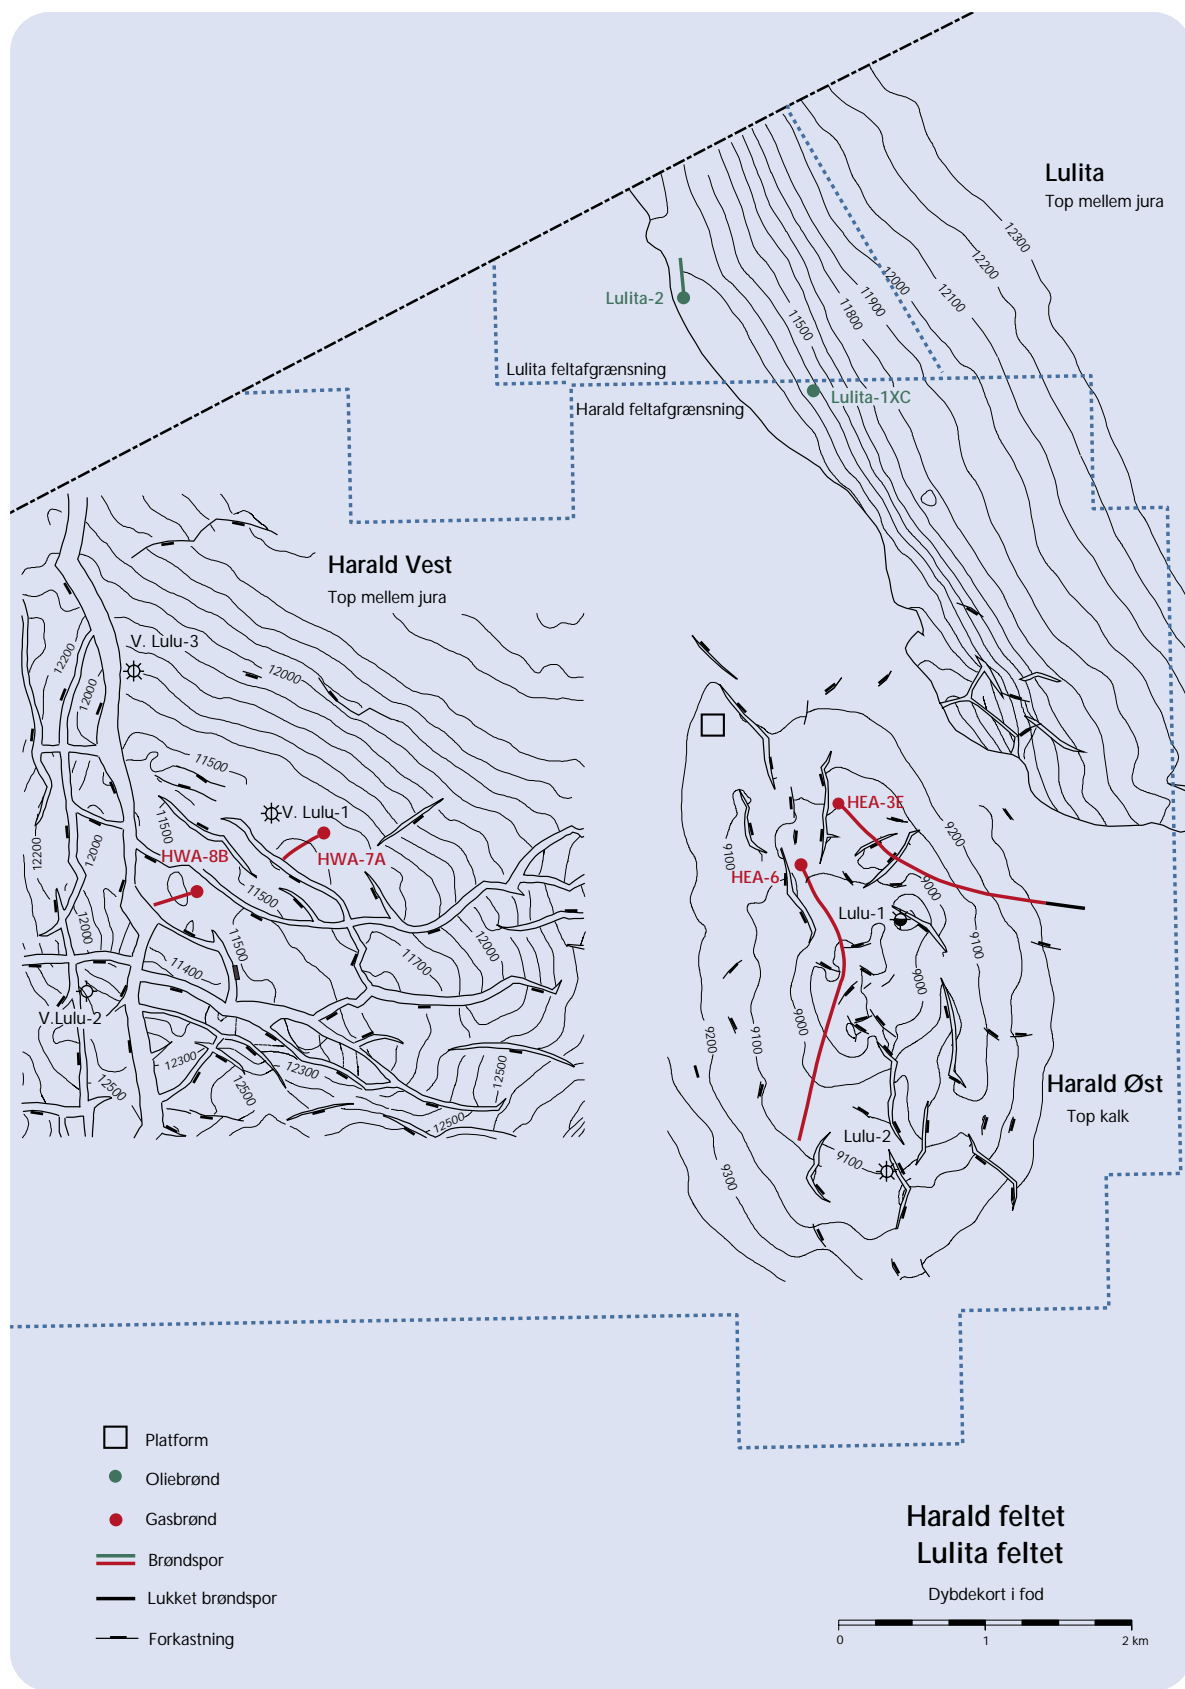 Lulita
Top mellem jura
12300
12200
12100
12000
11900
11800
11500
Lulita-2
Lulita feltafgrænsning
Harald feltafgrænsning
Lulita-1XC
Harald Vest
Top mellem jura
V. Lulu-3
12200
12000
12000
11500
11500
V. Lulu-1
HWA-8B
HWA-7A
12200
12000
11500
12000
11500
11400
11700
12000
V.Lulu-2
12300
12300
12500
12500
12500
12500
HEA-3E
9200
9100
HEA-6
9000
Lulu-1
9100
9000
9000
9200
9100
Harald Øst
Top kalk
Lulu-2
9100
9300
Platform
Oliebrønd
Gasbrønd
Brøndspor
Lukket brøndspor
Forkastning
Harald feltet
Lulita feltet
Dybdekort i fod
0 1 2 km